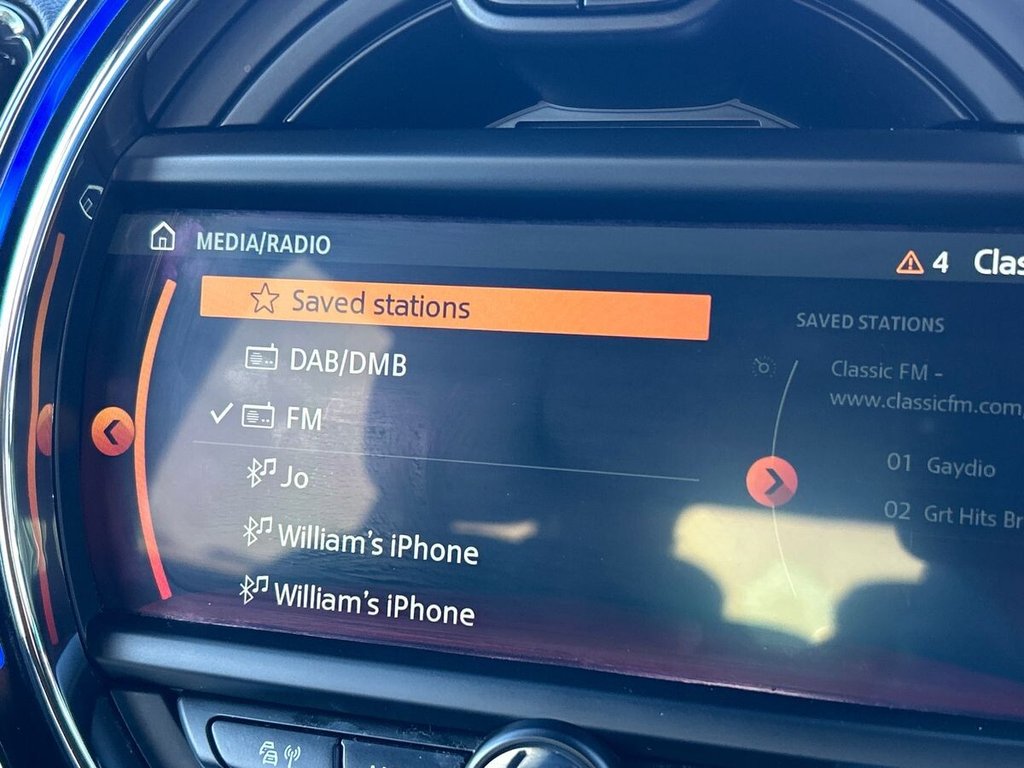 MEDIA/RADIO
4
Saved stations
DAB/DMB
FM
Jo
William's iPhone
William's iPhone
SAVED STATIONS
Classic FM -
www.classicfm.com
01 Gaydio
02 Grt Hits